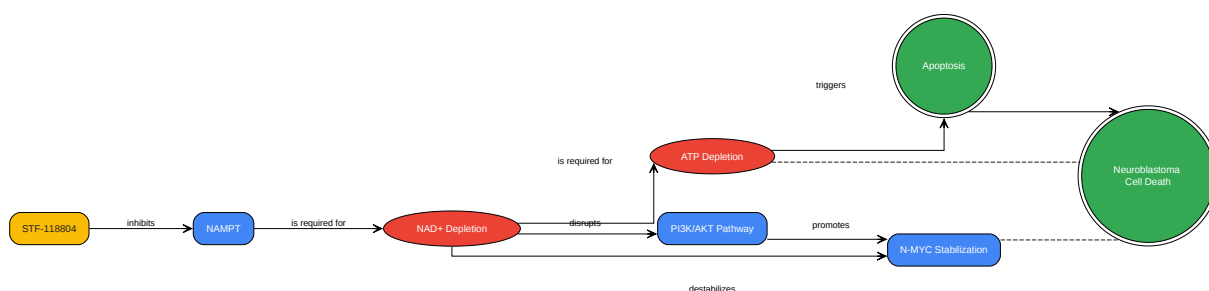 Apoptosis
triggers
is required for
ATP Depletion
Neuroblastoma
Cell Death
STF-118804
inhibits
NAMPT
is required for
NAD+ Depletion
disrupts
PI3K/AKT Pathway
promotes
N-MYC Stabilization
destabilizes